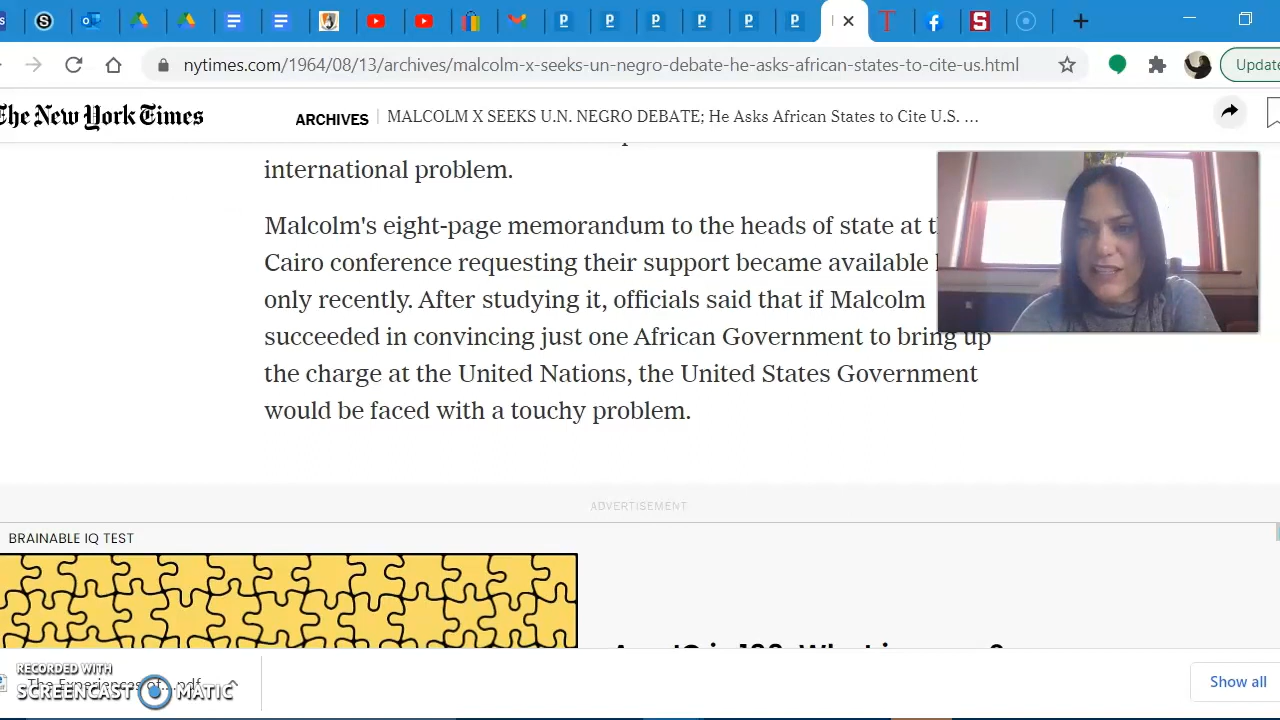 nytimes.com/1964/08/13/archives/malcolm-x-seeks-un-negro-debate-he-asks-african-states-to-cite-us.html
Update
The New York Times
ARCHIVES
MALCOLM X SEEKS U.N. NEGRO DEBATE; He Asks African States to Cite U.S. ...
international problem.
Malcolm's eight-page memorandum to the heads of state at
Cairo conference requesting their support became available
only recently. After studying it, officials said that if Malcolm
succeeded in convincing just one African Government to bring up
the charge at the United Nations, the United States Government
would be faced with a touchy problem.
ADVERTISEMENT
BRAINABLE IQ TEST
RECORDED WITH
SCREENCAST MATIC
The Experiences of...pdf
Show all